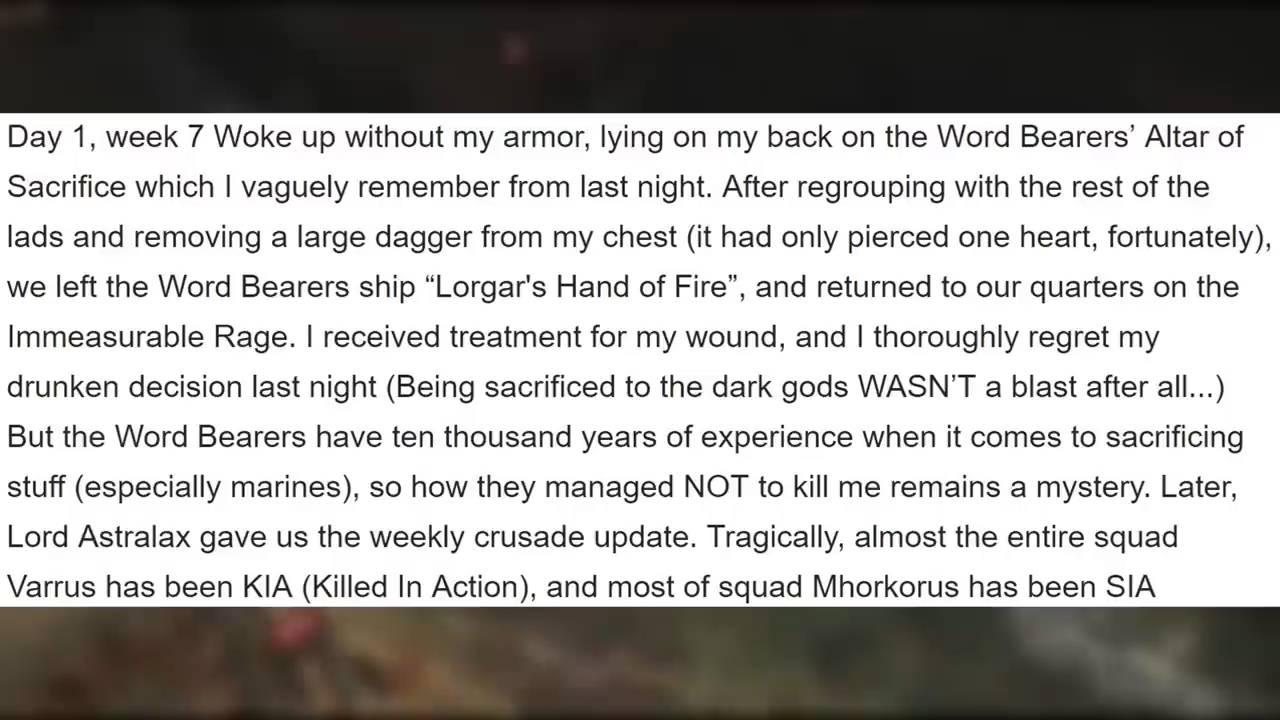 Day 1, week 7 Woke up without my armor, lying on my back on the Word Bearers’ Altar of
Sacrifice which I vaguely remember from last night. After regrouping with the rest of the
lads and removing a large dagger from my chest (it had only pierced one heart, fortunately),
we left the Word Bearers ship “Lorgar's Hand of Fire”, and returned to our quarters on the
Immeasurable Rage. I received treatment for my wound, and I thoroughly regret my
drunken decision last night (Being sacrificed to the dark gods WASN’T a blast after all...)
But the Word Bearers have ten thousand years of experience when it comes to sacrificing
stuff (especially marines), so how they managed NOT to kill me remains a mystery. Later,
Lord Astralax gave us the weekly crusade update. Tragically, almost the entire squad
Varrus has been KIA (Killed In Action), and most of squad Mhorkorus has been SIA